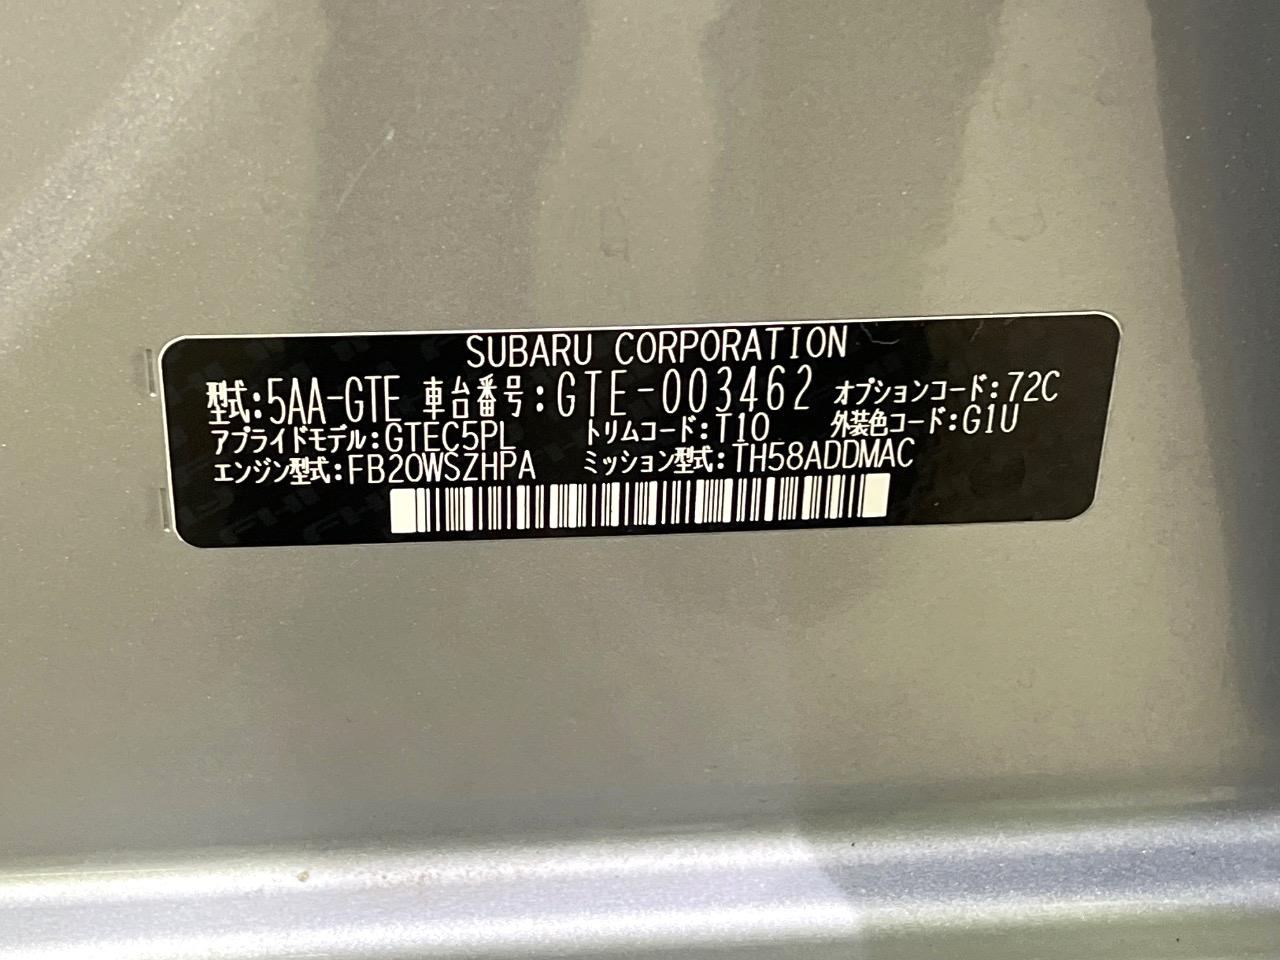 SUBARU CORPORATION
型式:5AA-GTE 車台番号:GTE-003462 オプションコード:72C
アプライドモデル:GTEC5PL トリムコード:T10 外装色コード:G1U
エンジン型式:FB20WSZHPA ミッション型式:TH58ADDMAC